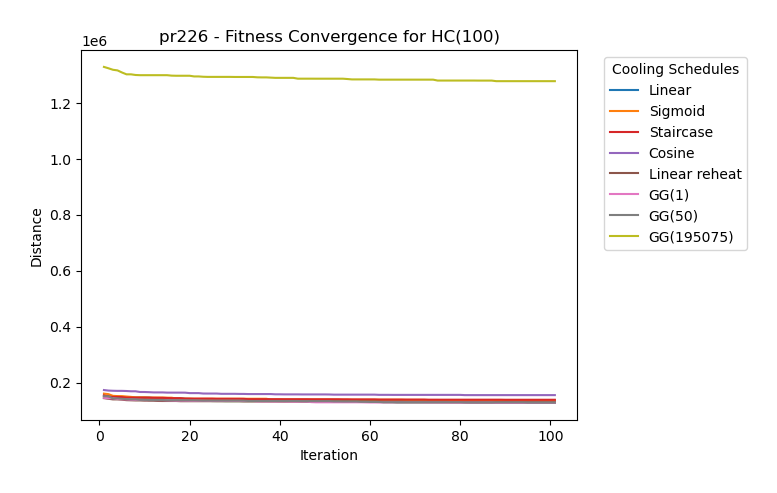 pr226 - Fitness Convergence for HC(100)
1e6
1.2
1.0
0.8
0.6
0.4
0.2
Distance
0
20
40
60
80
100
Iteration
Cooling Schedules
Linear
Sigmoid
Staircase
Cosine
Linear reheat
GG(1)
GG(50)
GG(195075)